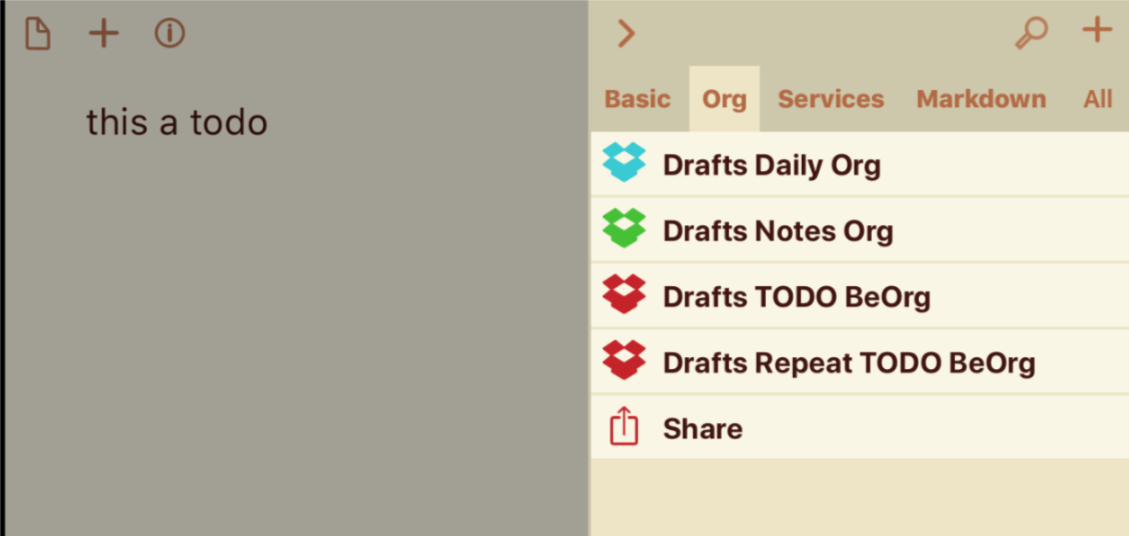 this a todo
Basic Org Services Markdown All
Drafts Daily Org
Drafts Notes Org
Drafts TODO BeOrg
Drafts Repeat TODO BeOrg
Share